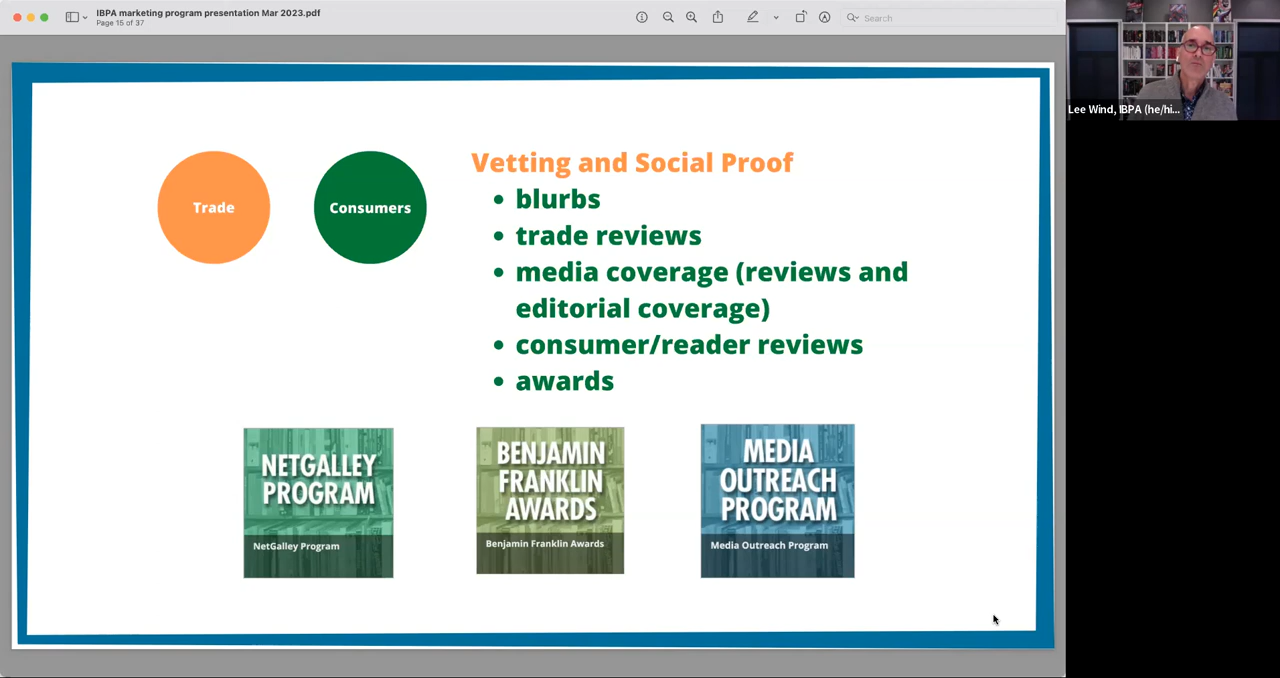 IBPA marketing program presentation Mar 2023.pdf
Page 15 of 37
Search
Lee Wind, IBPA (he/hi...
Trade
Consumers
Vetting and Social Proof
• blurbs
• trade reviews
• media coverage (reviews and
editorial coverage)
• consumer/reader reviews
• awards
NETGALLEY
PROGRAM
NetGalley Program
BENJAMIN
FRANKLIN
AWARDS
Benjamin Franklin Awards
MEDIA
OUTREACH
PROGRAM
Media Outreach Program